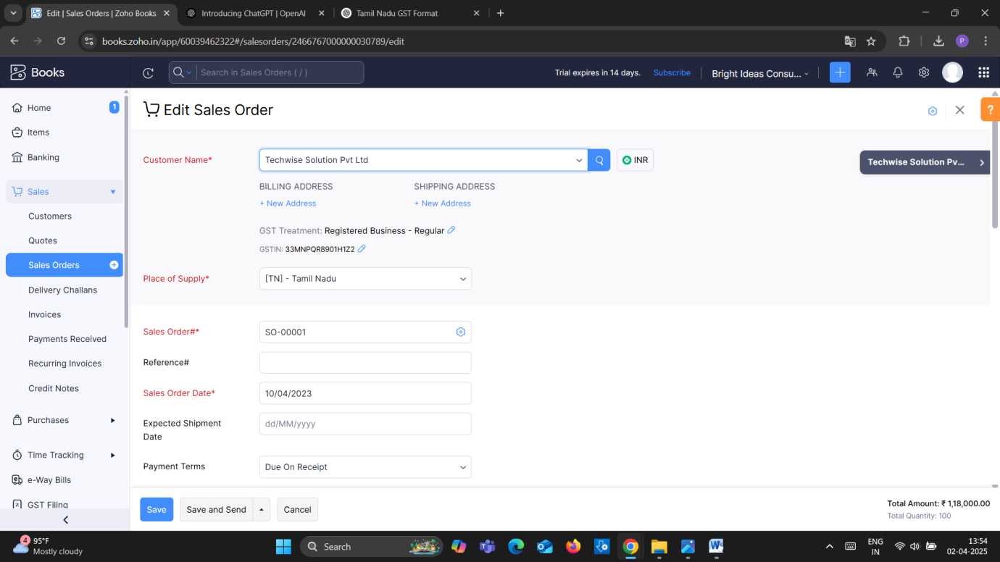 Edit | Sales Orders | Zoho Books
Introducing ChatGPT | OpenAI
Tamil Nadu GST Format
books.zoho.in/app/60039462322#/salesorders/2466767000000030789/edit
P
Books
Search in Sales Orders ( / )
Trial expires in 14 days.
Subscribe
Bright Ideas Consu...
Home
1
Items
Banking
Sales
Customers
Quotes
Sales Orders
Delivery Challans
Invoices
Payments Received
Recurring Invoices
Credit Notes
Purchases
Time Tracking
e-Way Bills
GST Filing
Edit Sales Order
?
Customer Name*
Techwise Solution Pvt Ltd
INR
Techwise Solution Pv...
BILLING ADDRESS
SHIPPING ADDRESS
+ New Address
+ New Address
GST Treatment: Registered Business - Regular
GSTIN: 33MNPQR8901H1Z2
Place of Supply*
[TN] - Tamil Nadu
Sales Order#*
SO-00001
Reference#
Sales Order Date*
10/04/2023
Expected Shipment
Date
dd/MM/yyyy
Payment Terms
Due On Receipt
Save
Save and Send
Cancel
Total Amount: ₹ 1,18,000.00
Total Quantity: 100
4
95°F
Mostly cloudy
Search
ENG
IN
13:54
02-04-2025